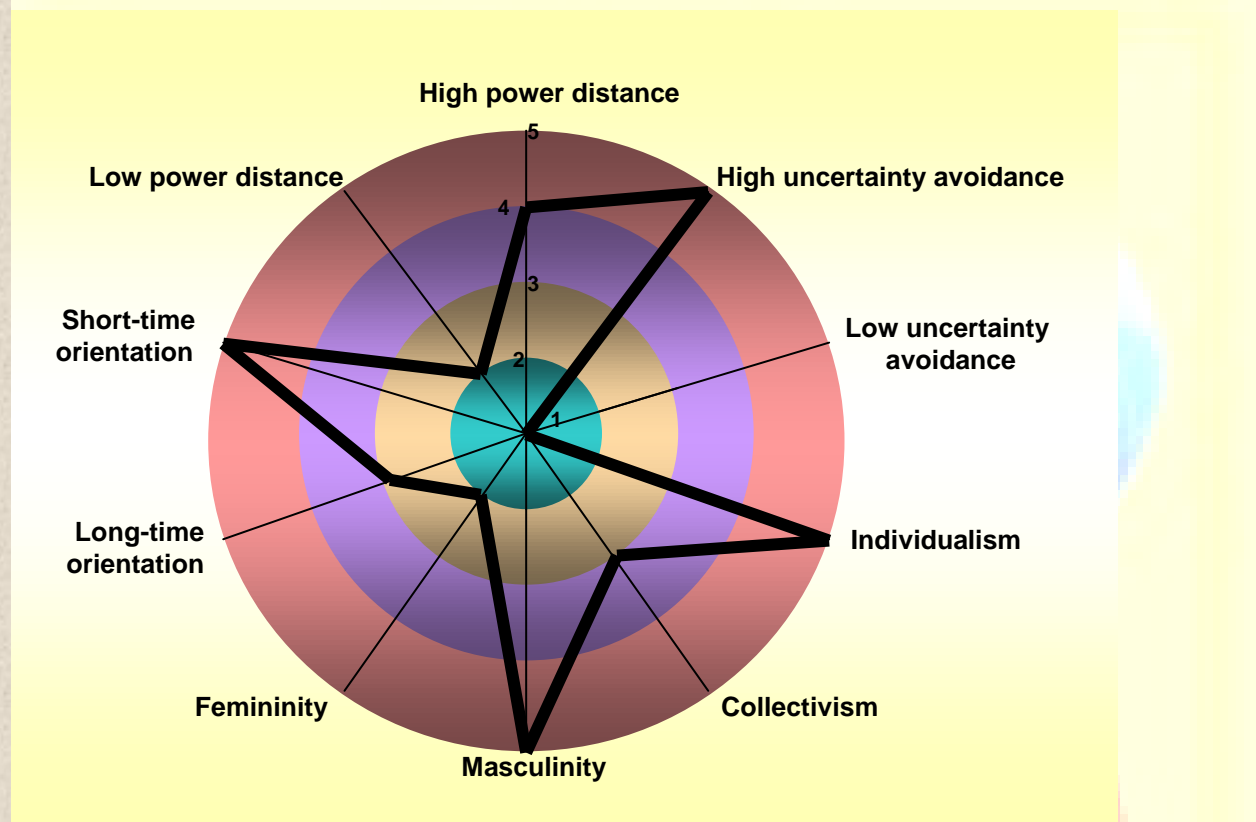 High power distance
5
Low power distance
High uncertainty avoidance
4
3
Short-time
orientation
Low uncertainty
avoidance
2
1
Long-time
orientation
Individualism
Femininity
Collectivism
Masculinity